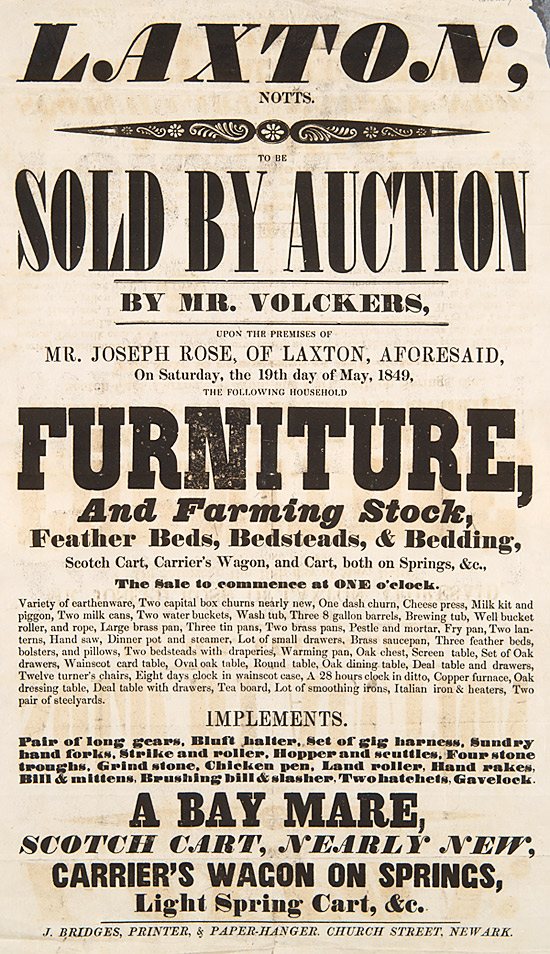 LAXTON,
NOTTS.
TO BE
SOLD BY AUCTION
BY MR. VOLCKERS,
UPON THE PREMISES OF
MR. JOSEPH ROSE, OF LAXTON, AFORESAID,
On Saturday, the 19th day of May, 1849,
THE FOLLOWING HOUSEHOLD
FURNITURE,
And Farming Stock,
Feather Beds, Bedsteads, & Bedding,
Scotch Cart, Carrier's Wagon, and Cart, both on Springs, &c.,
The Sale to commence at ONE o'clock.
Variety of earthenware, Two capital box churns nearly new, One dash churn, Cheese press, Milk kit and
piggon, Two milk cans, Two water buckets, Wash tub, Three 8 gallon barrels, Brewing tub, Well bucket
roller, and rope, Large brass pan, Three tin pans, Two brass pans, Pestle and mortar, Fry pan, Two lan-
terns, Hand saw, Dinner pot and steamer, Lot of small drawers, Brass saucepan, Three feather beds,
bolsters, and pillows, Two bedsteads with draperies, Warming pan, Oak chest, Screen table, Set of Oak
drawers, Wainscot card table, Oval oak table, Round table, Oak dining table, Deal table and drawers,
Twelve turner's chairs, Eight days clock in wainscot case, A 28 hours clock in ditto, Copper furnace, Oak
dressing table, Deal table with drawers, Tea board, Lot of smoothing irons, Italian iron & heaters, Two
pair of steelyards.
IMPLEMENTS.
Pair of long gears, Bluft halter, Set of gig harness, Sundry
hand forks, Strike and roller, Hopper and scuttles, Four stone
troughs, Grind stone, Chicken pen, Land roller, Hand rakes,
Bill & mittens, Brushing bill & slasher, Two hatchets, Gavelock.
A BAY MARE,
SCOTCH CART, NEARLY NEW,
CARRIER'S WAGON ON SPRINGS,
Light Spring Cart, &c.
J. BRIDGES, PRINTER, & PAPER-HANGER, CHURCH STREET, NEWARK.